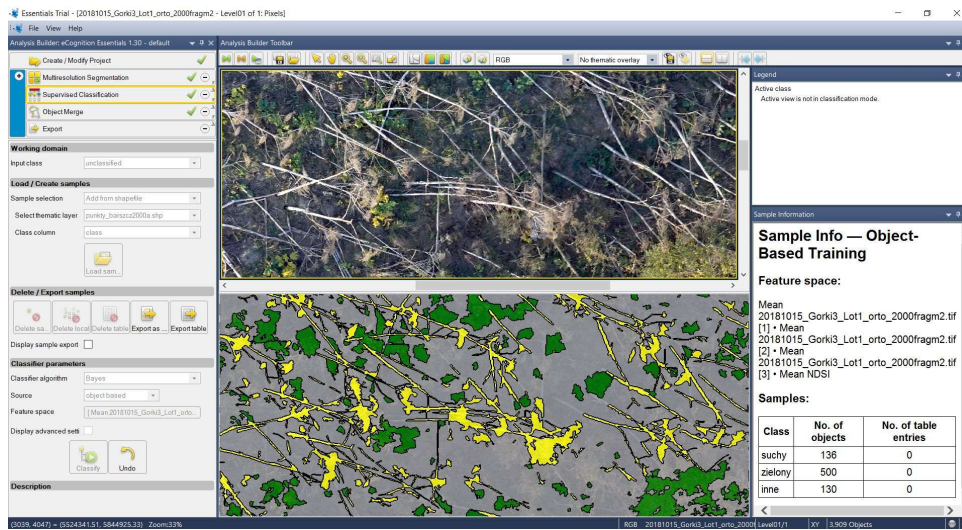 Essentials Trial - [20181015_Gorki3_Lot1_orto_2000fragm2 - Level01 of 1: Pixels]
File View Help
Analysis Builder: eCognition Essentials 1.30 - default
Analysis Builder Toolbar
Create / Modify Project
Multiresolution Segmentation
Supervised Classification
Object Merge
Export
RGB
No thematic overlay
Legend
Active class
Active view is not in classification mode.
Working domain
Input class unclassified
Load / Create samples
Sample selection Add from shapefile
Select thematic layer punkty_barszcz2000a.shp
Class column class
Load sam...
Delete / Export samples
Delete sa... Delete local Delete table Export as ... Export table
Display sample export
Classifier parameters
Classifier algorithm Bayes
Source object based
Feature space [ Mean 20181015_Gorki3_Lot1_orto...
Display advanced setti
Classify Undo
Description
Sample Information
Sample Info — Object-
Based Training
Feature space:
Mean
20181015_Gorki3_Lot1_orto_2000fragm2.tif
[1] • Mean
20181015_Gorki3_Lot1_orto_2000fragm2.tif
[2] • Mean
20181015_Gorki3_Lot1_orto_2000fragm2.tif
[3] • Mean NDSI
Samples:
Class No. of objects No. of table entries
suchy 136 0
zielony 500 0
inne 130 0
(3039, 4047) = (5524341.51, 5844925.33) Zoom:33%
RGB 20181015_Gorki3_Lot1_orto_2000f Level01/1 XY 3,909 Objects